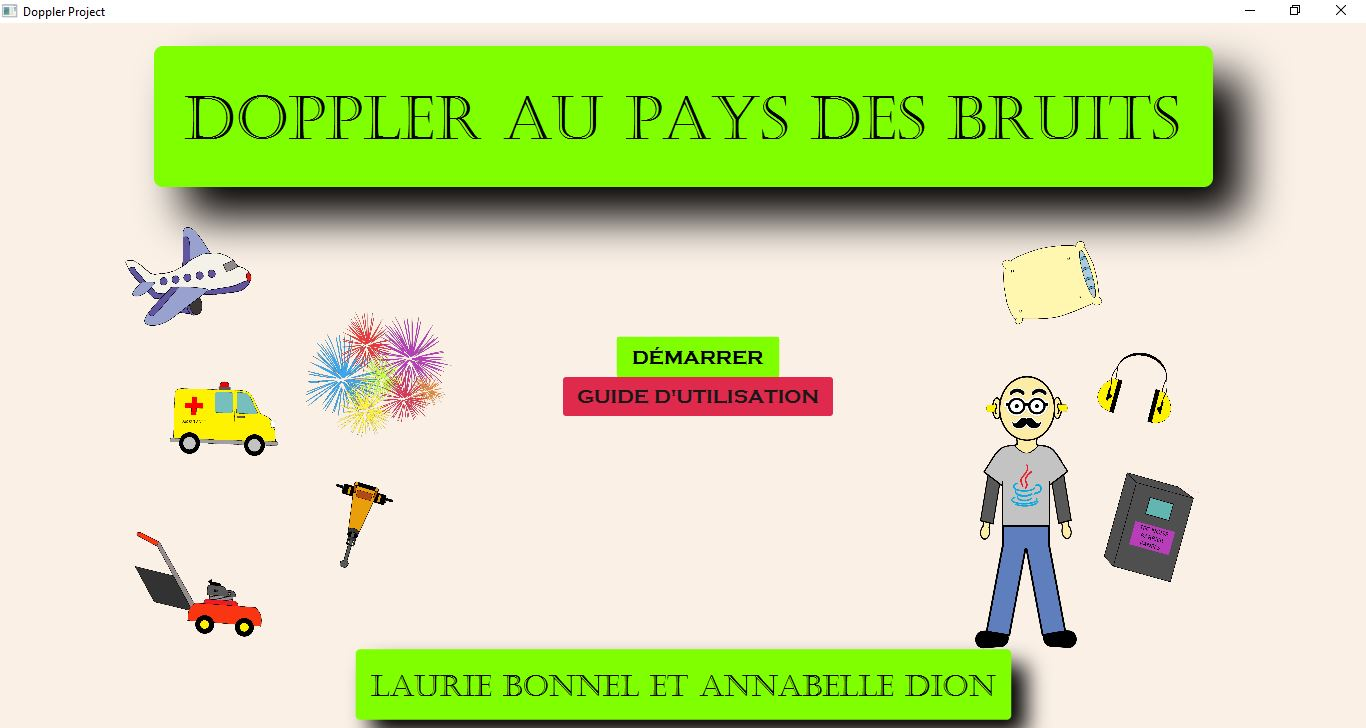 Doppler Project
DOPPLER AU PAYS DES BRUITS
DÉMARRER
GUIDE D'UTILISATION
LAURIE BONNEL ET ANNABELLE DION